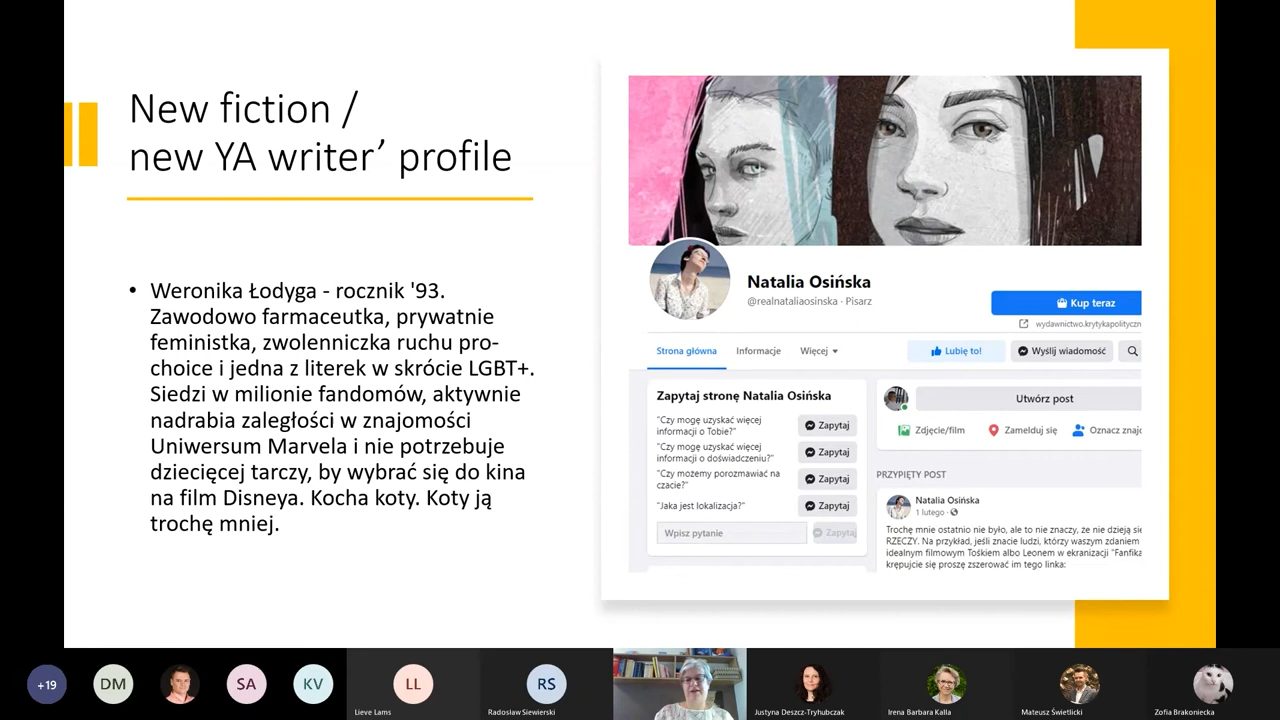 New fiction /
new YA writer’ profile
• Weronika Łodyga - rocznik '93.
Zawodowo farmaceutka, prywatnie
feministka, zwolenniczka ruchu pro-
choice i jedna z literek w skrócie LGBT+.
Siedzi w milionie fandomów, aktywnie
nadrabia zaległości w znajomości
Uniwersum Marvela i nie potrzebuje
dziecięcej tarczy, by wybrać się do kina
na film Disneya. Kocha koty. Koty ją
trochę mniej.
Natalia Osińska
@realnataliaosinska · Pisarz
Kup teraz
wydawnictwo.krytykapolityczn
Strona główna
Informacje
Więcej
Lubię to!
Wyślij wiadomość
Zapytaj stronę Natalia Osińska
"Czy mogę uzyskać więcej
informacji o Tobie?"
Zapytaj
"Czy mogę uzyskać więcej
informacji o doświadczeniu?"
Zapytaj
"Czy możemy porozmawiać na
czacie?"
Zapytaj
"Jaka jest lokalizacja?"
Zapytaj
Wpisz pytanie
Zapytaj
Utwórz post
Zdjęcie/film
Zamelduj się
Oznacz znajo
PRZYPIĘTY POST
Natalia Osińska
1 lutego ·
Trochę mnie ostatnio nie było, ale to nie znaczy, że nie dzieją się
RZECZY. Na przykład, jeśli znacie ludzi, którzy waszym zdaniem
idealnym filmowym Tośkiem albo Leonem w ekranizacji "Fanfika
krępujcie się proszę zszerować im tego linka:
+19
DM
SA
KV
LL
Lieve Lams
RS
Radosław Siewierski
Justyna Deszcz-Tryhubczak
Irena Barbara Kalla
Mateusz Świetlicki
Zofia Brakoniecka